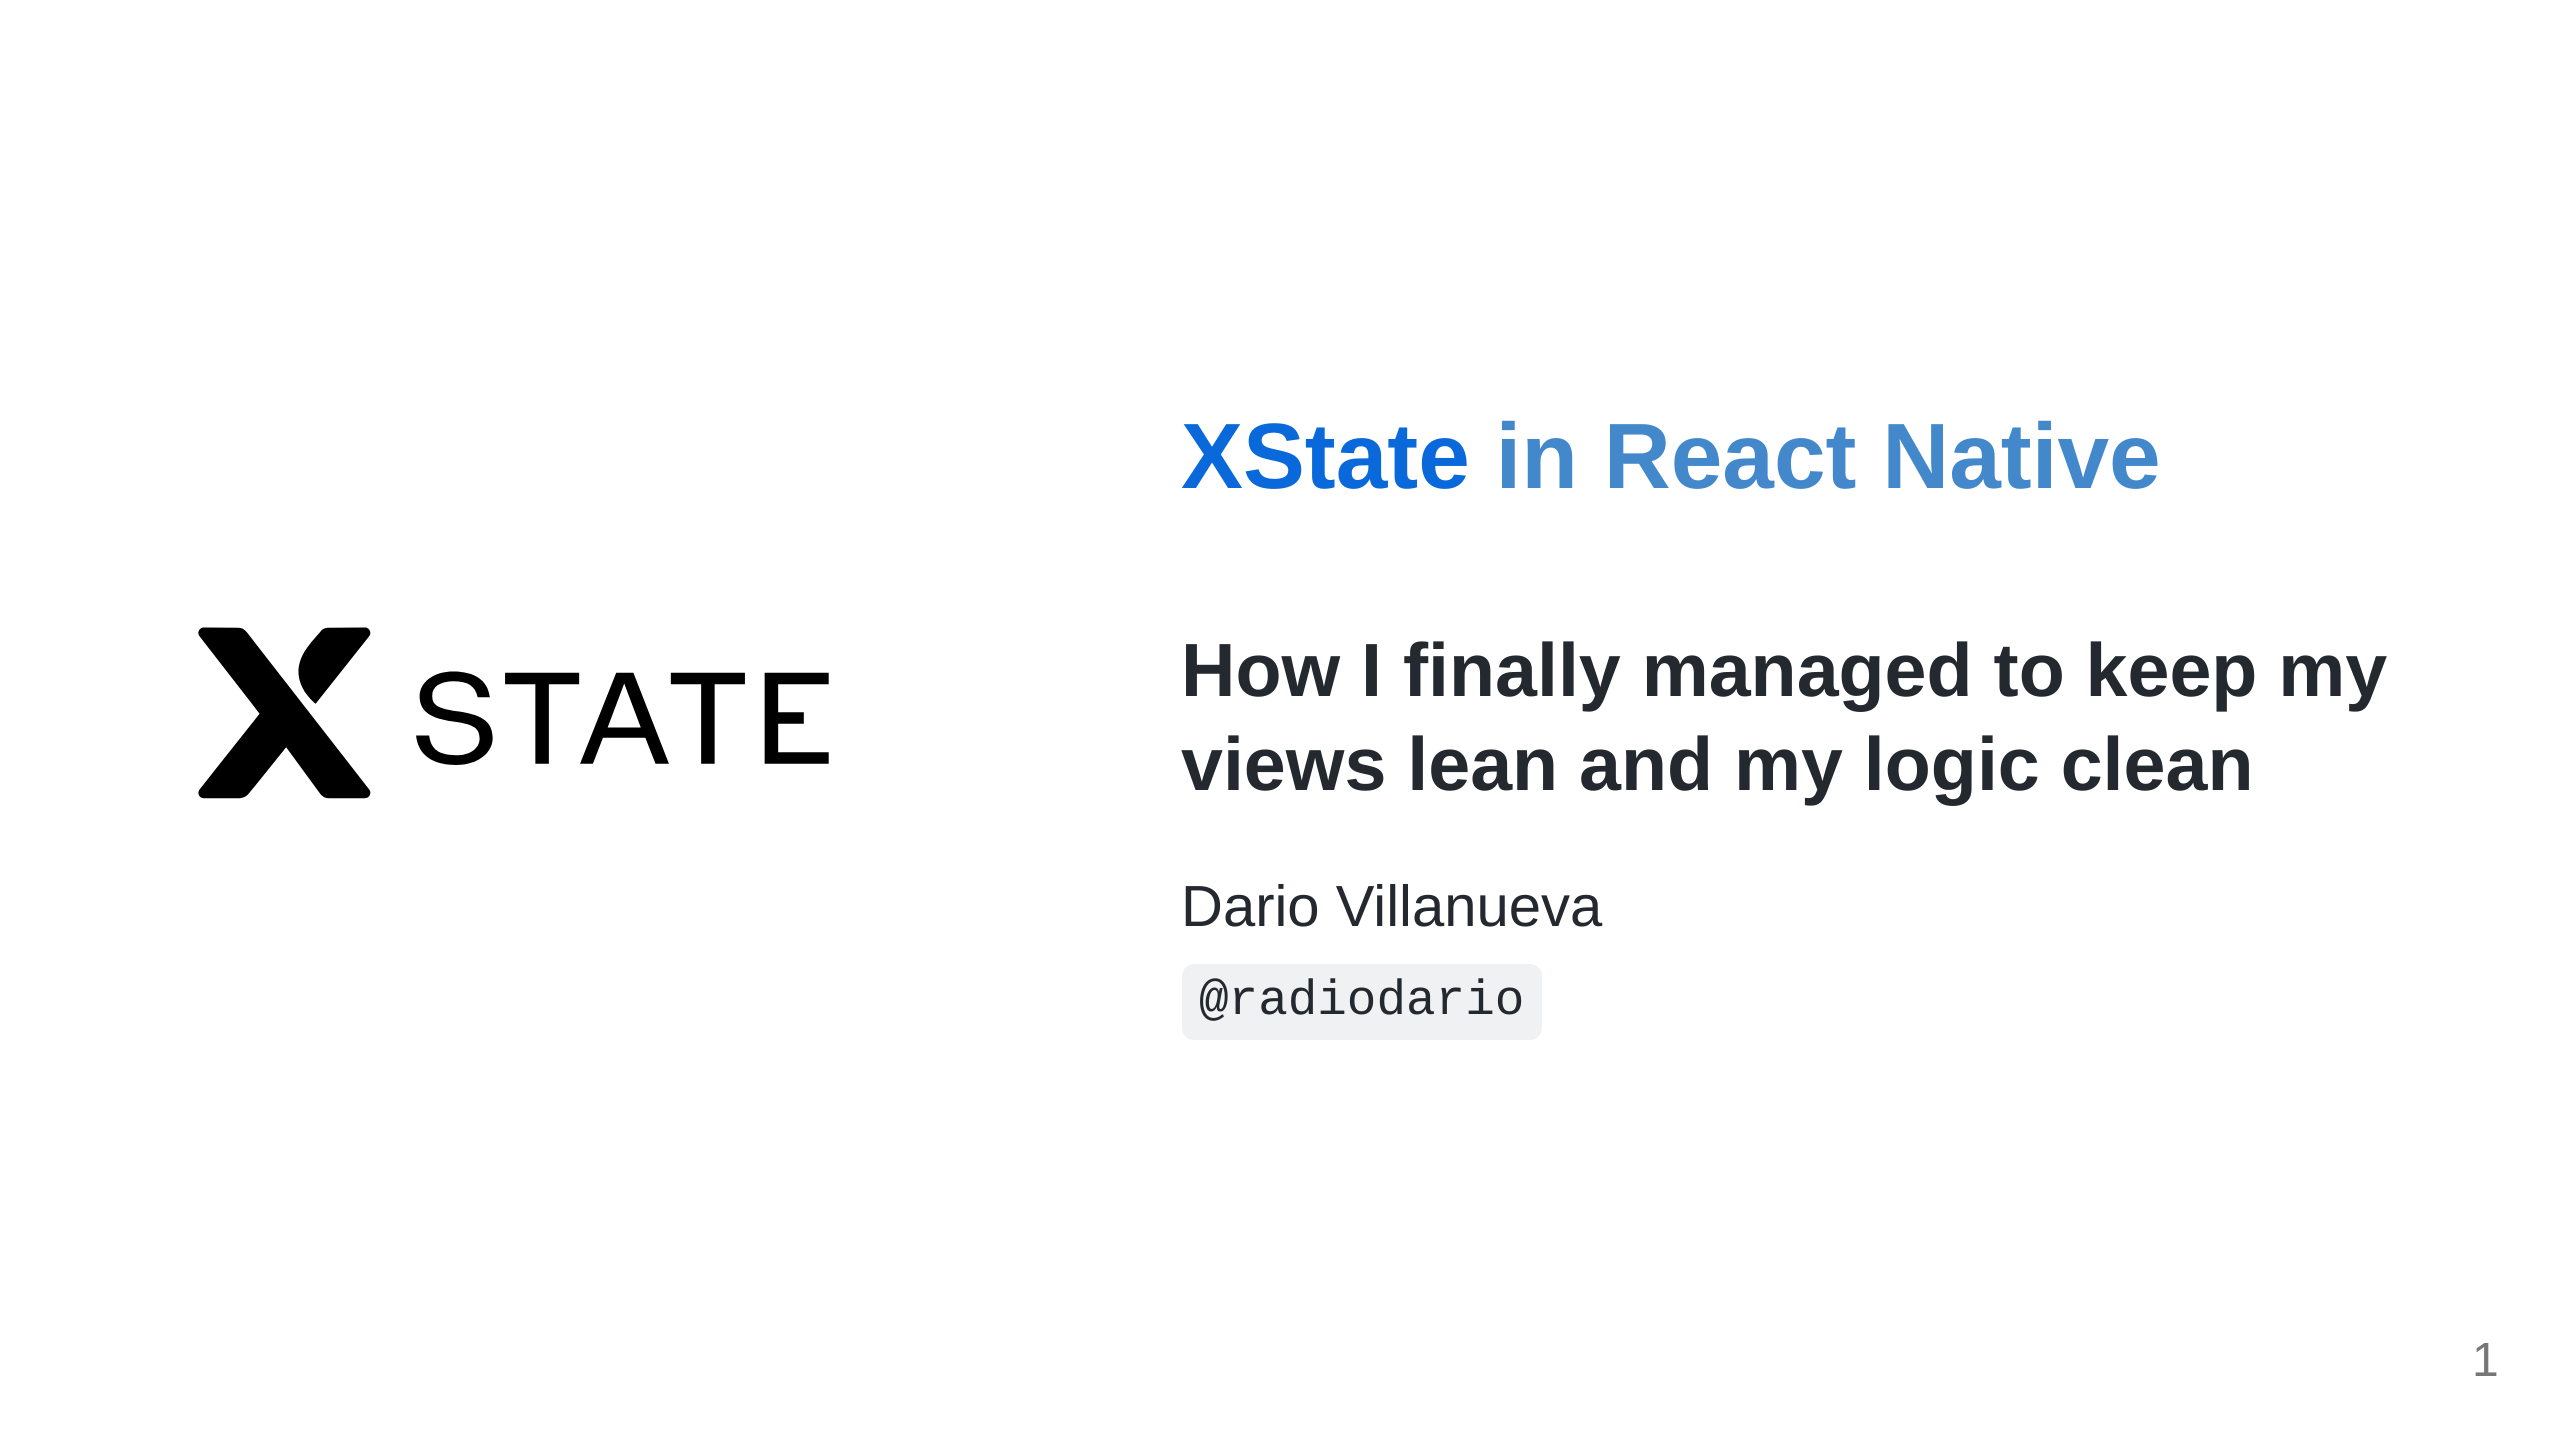 XSTATE
XState in React Native
How I finally managed to keep my
views lean and my logic clean
Dario Villanueva
@radiodario
1